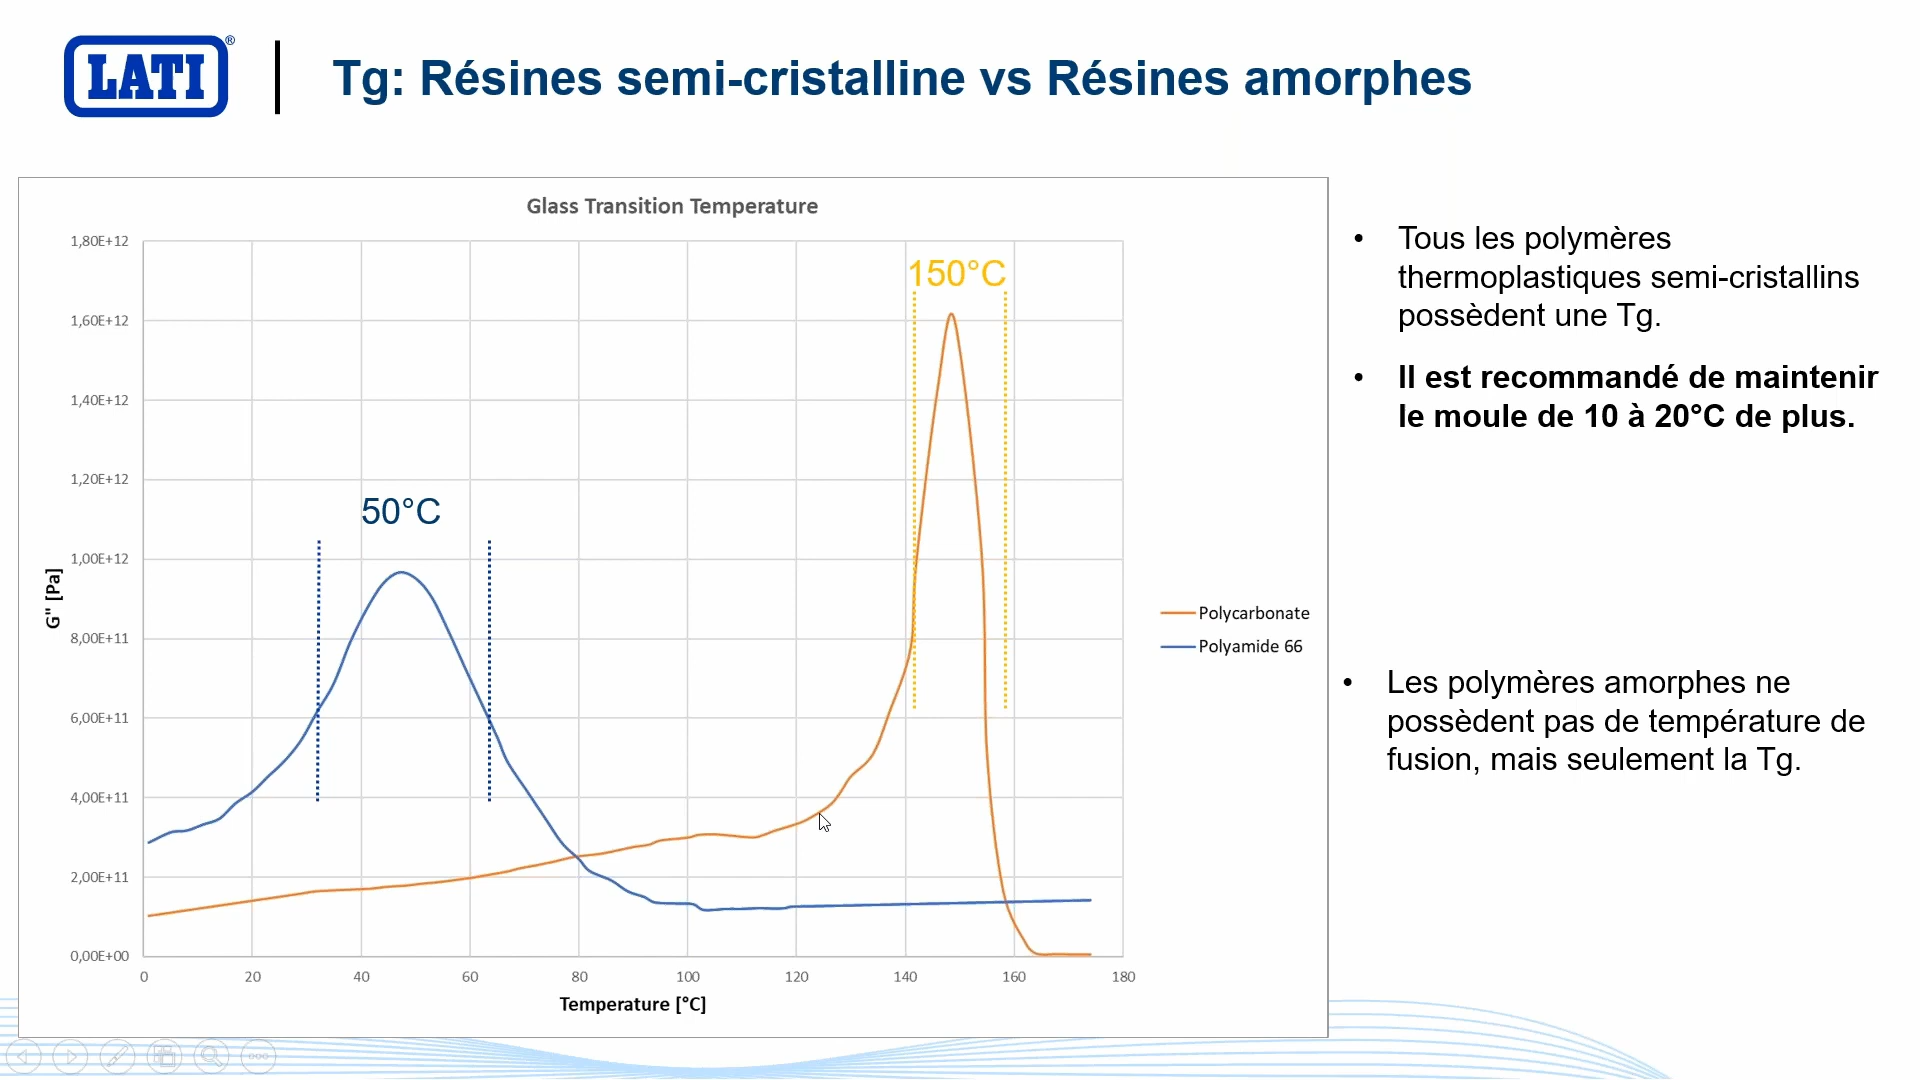 LATI®
Tg: Résines semi-cristalline vs Résines amorphes
Glass Transition Temperature
1,80E+12
1,60E+12
1,40E+12
1,20E+12
1,00E+12
8,00E+11
6,00E+11
4,00E+11
2,00E+11
0,00E+00
G" [Pa]
50°C
150°C
0 20 40 60 80 100 120 140 160 180
Temperature [°C]
Polycarbonate
Polyamide 66
• Tous les polymères
thermoplastiques semi-cristallins
possèdent une Tg.
• Il est recommandé de maintenir
le moule de 10 à 20°C de plus.
• Les polymères amorphes ne
possèdent pas de température de
fusion, mais seulement la Tg.